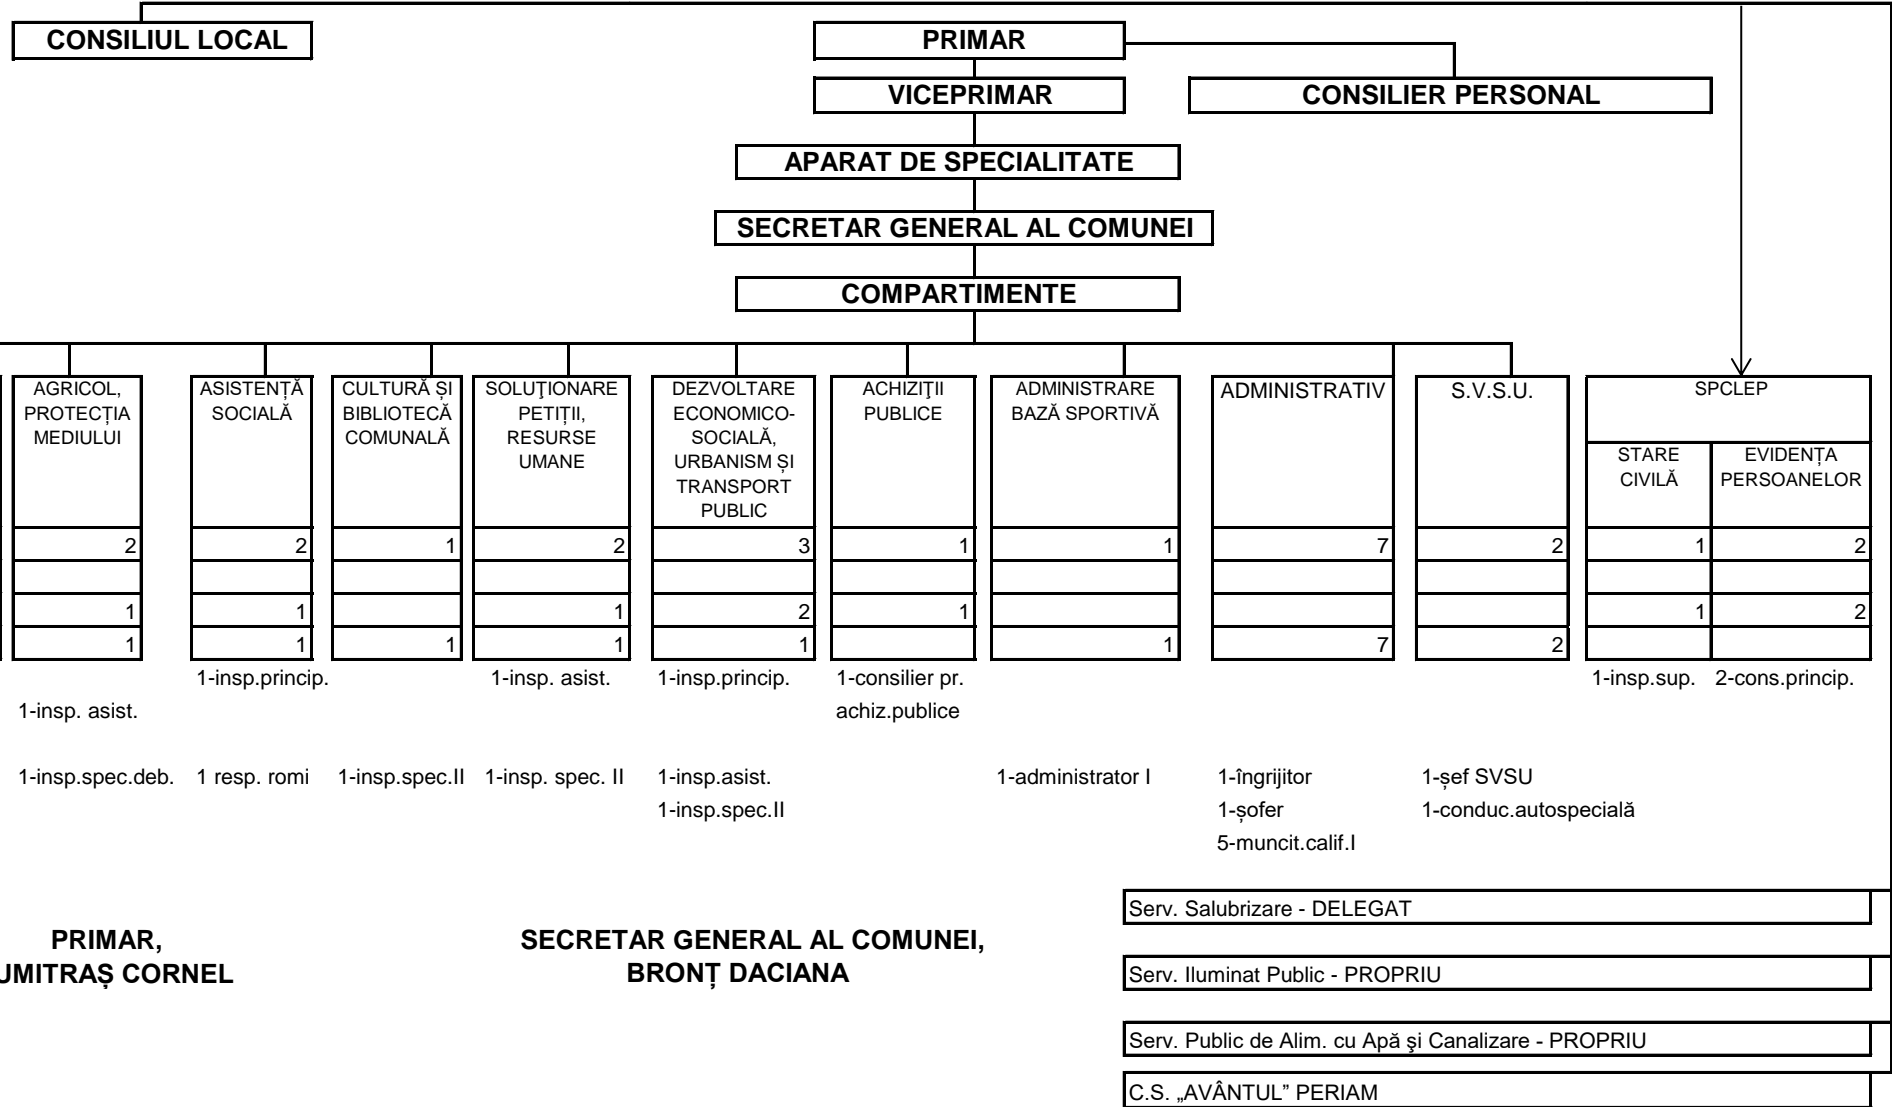 CONSILIUL LOCAL
PRIMAR
VICEPRIMAR
CONSILIER PERSONAL
APARAT DE SPECIALITATE
SECRETAR GENERAL AL COMUNEI
COMPARTIMENTE
AGRICOL,
PROTECȚIA
MEDIULUI
ASISTENȚĂ
SOCIALĂ
CULTURĂ ȘI
BIBLIOTECĂ
COMUNALĂ
SOLUŢIONARE
PETIȚII,
RESURSE
UMANE
DEZVOLTARE
ECONOMICO-
SOCIALĂ,
URBANISM ȘI
TRANSPORT
PUBLIC
ACHIZIŢII
PUBLICE
ADMINISTRARE
BAZĂ SPORTIVĂ
ADMINISTRATIV
S.V.S.U.
SPCLEP
STARE
CIVILĂ
EVIDENȚA
PERSOANELOR
2 2 1 2 3 1 1 7 2 1 2
1 1 1 2 1 1 2
1 1 1 1 1 1 7 2
1-insp.princip. 1-insp. asist. 1-insp.princip. 1-consilier pr. 1-insp.sup. 2-cons.princip.
1-insp. asist. achiz.publice
1-insp.spec.deb. 1 resp. romi 1-insp.spec.II 1-insp. spec. II 1-insp.asist. 1-administrator I 1-îngrijitor 1-șef SVSU
1-insp.spec.II 1-șofer 1-conduc.autospecială
5-muncit.calif.I
Serv. Salubrizare - DELEGAT
PRIMAR,
UMITRAȘ CORNEL
SECRETAR GENERAL AL COMUNEI,
BRONȚ DACIANA
Serv. Iluminat Public - PROPRIU
Serv. Public de Alim. cu Apă şi Canalizare - PROPRIU
C.S. „AVÂNTUL” PERIAM